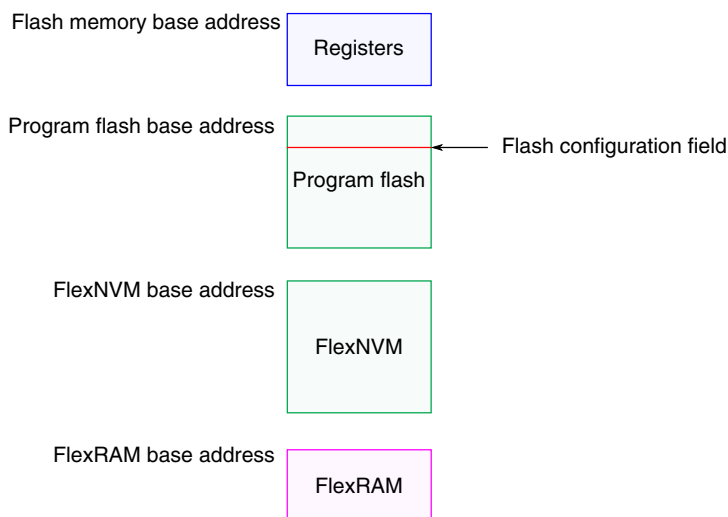 Flash memory base address
Registers
Program flash base address
Flash configuration field
Program flash
FlexNVM base address
FlexNVM
FlexRAM base address
FlexRAM